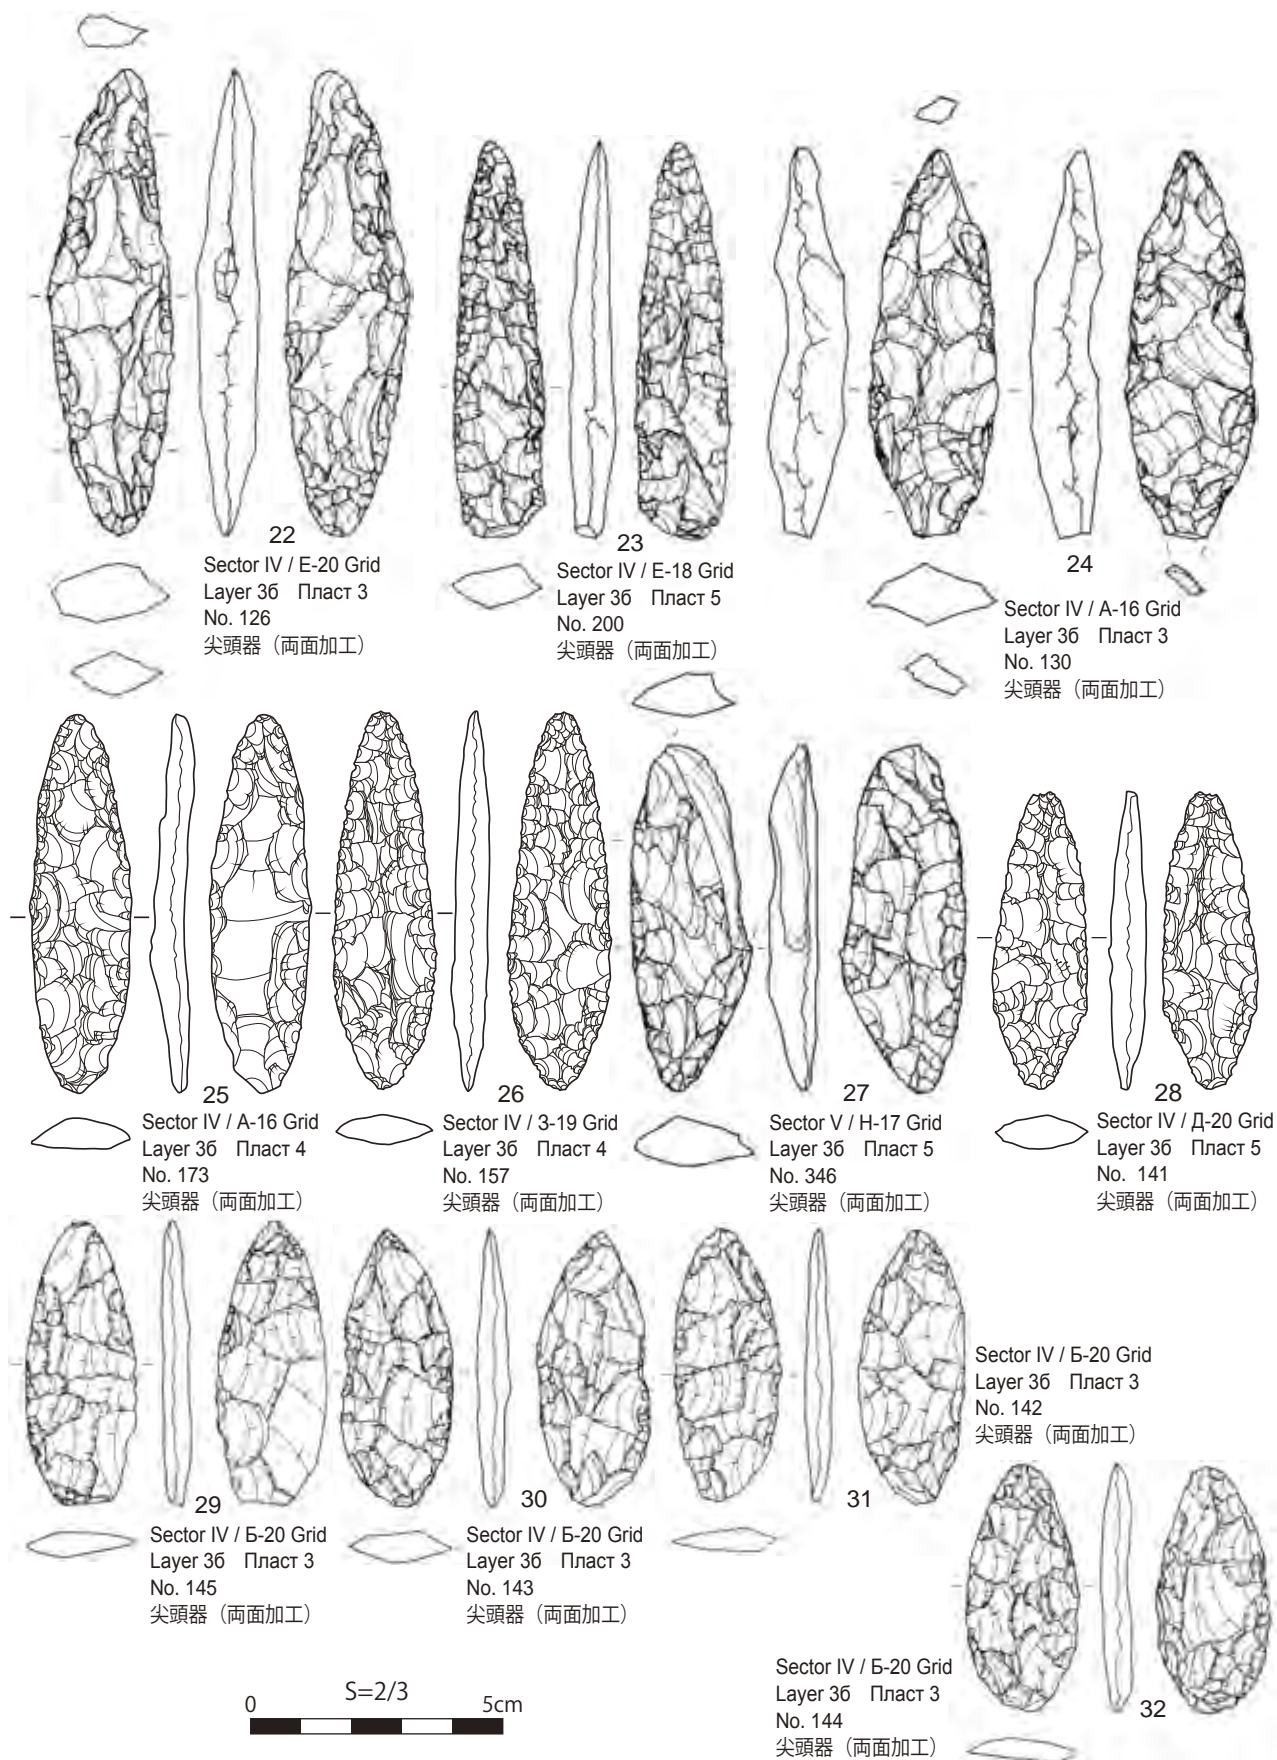 22
Sector IV / Е-20 Grid
Layer 3б Пласт 3
No. 126
尖頭器（両面加工）
23
Sector IV / Е-18 Grid
Layer 3б Пласт 5
No. 200
尖頭器（両面加工）
24
Sector IV / А-16 Grid
Layer 3б Пласт 3
No. 130
尖頭器（両面加工）
25
Sector IV / А-16 Grid
Layer 3б Пласт 4
No. 173
尖頭器（両面加工）
26
Sector IV / З-19 Grid
Layer 3б Пласт 4
No. 157
尖頭器（両面加工）
27
Sector V / Н-17 Grid
Layer 3б Пласт 5
No. 346
尖頭器（両面加工）
28
Sector IV / Д-20 Grid
Layer 3б Пласт 5
No. 141
尖頭器（両面加工）
29
Sector IV / Б-20 Grid
Layer 3б Пласт 3
No. 145
尖頭器（両面加工）
30
Sector IV / Б-20 Grid
Layer 3б Пласт 3
No. 143
尖頭器（両面加工）
31
Sector IV / Б-20 Grid
Layer 3б Пласт 3
No. 142
尖頭器（両面加工）
32
Sector IV / Б-20 Grid
Layer 3б Пласт 3
No. 144
尖頭器（両面加工）
S=2/3
0 5cm